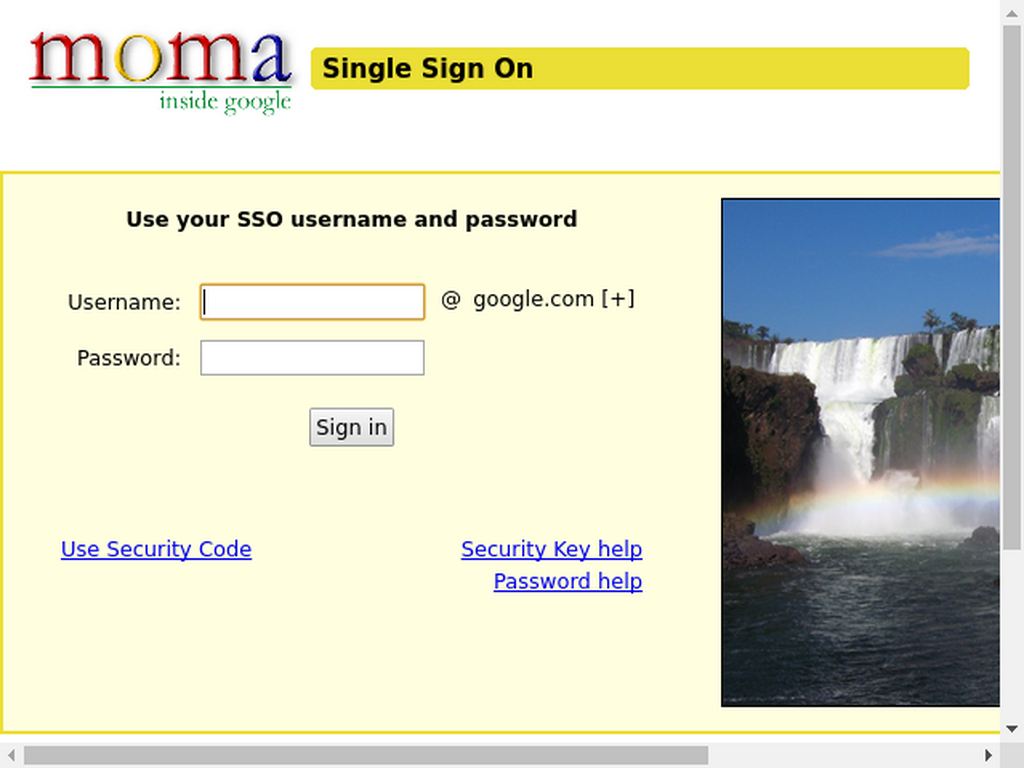 moma
inside google
Single Sign On
Use your SSO username and password
Username:
@ google.com [+]
Password:
Sign in
Use Security Code
Security Key help
Password help